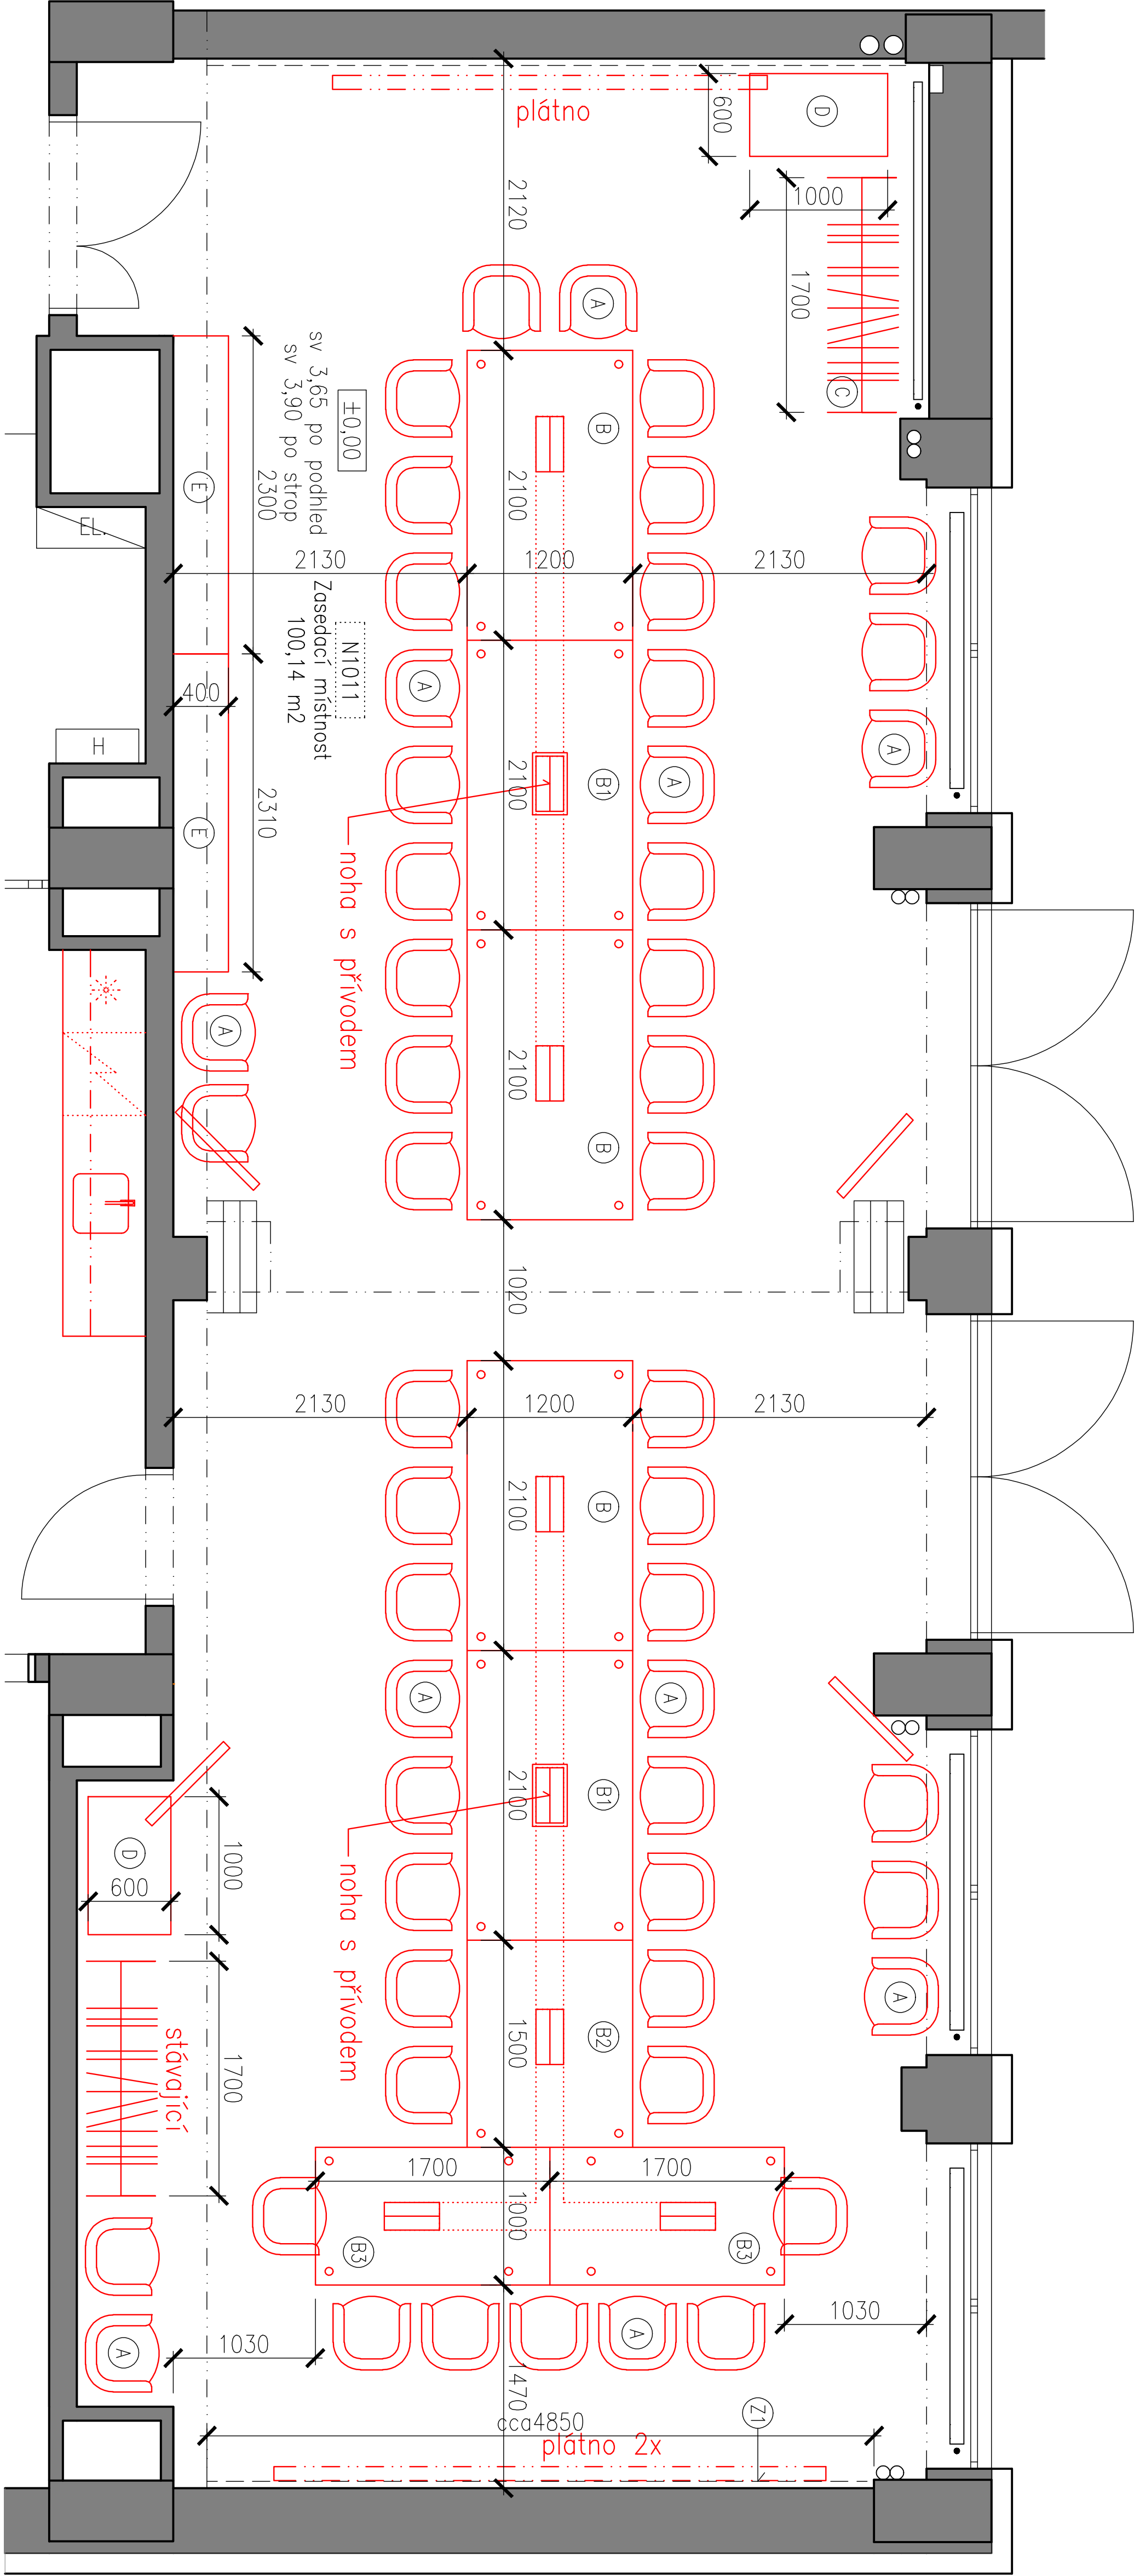 plátno
600
D
1000
2120
1700
C
A
sv 3,65 po podhled
sv 3,90 po strop
±0,00
2300
B
2100
E
EL.
2130
1200
2130
N1011
Zasedací místnost
100,14 m2
A
400
A
A
H
B1
2100
E
2310
noha s přívodem
A
2100
B
1020
2130
1200
2130
B
2100
A
A
B1
2100
noha s přívodem
D
1000
600
A
1500
B2
stávající
1700
1700
1700
1000
B3
B3
A
A
1030
1030
1470
cca4850
Z1
plátno 2x